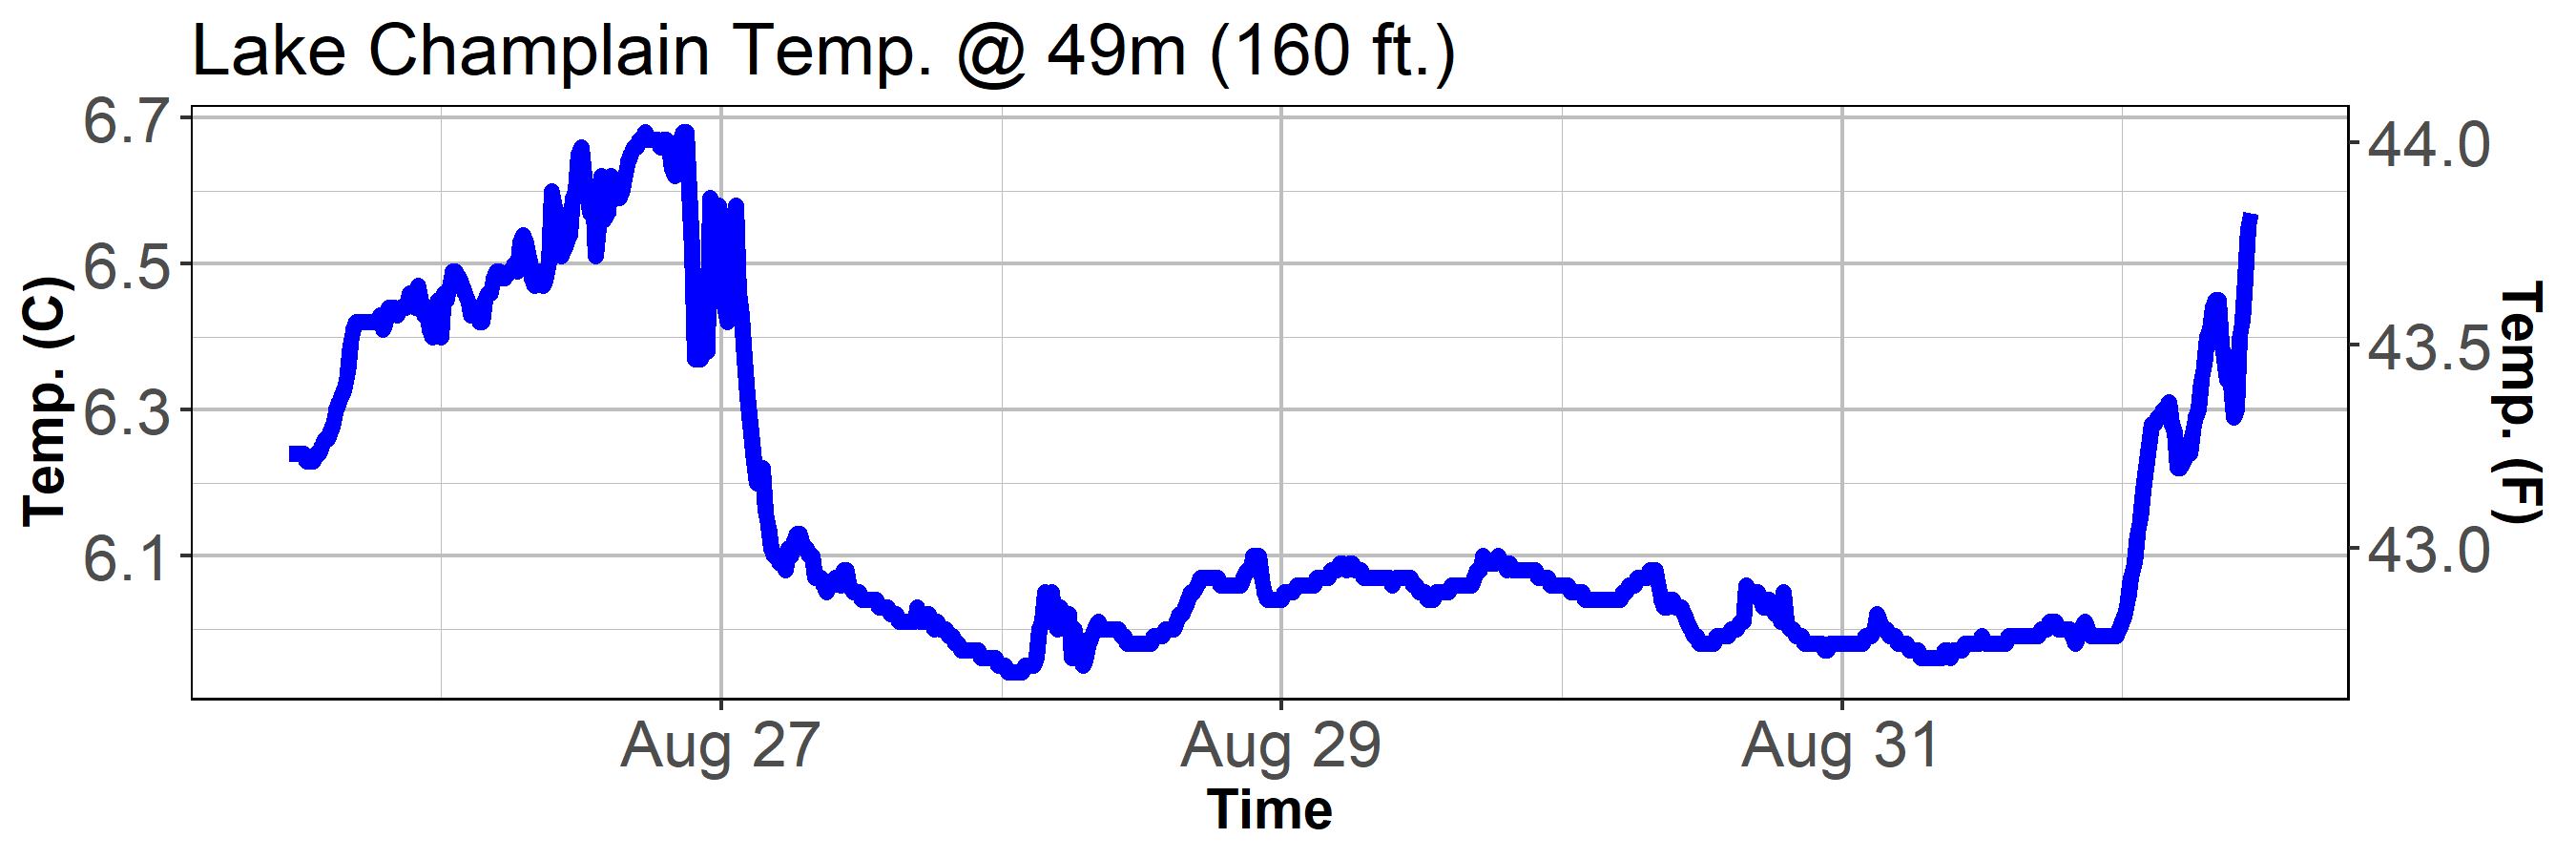 Lake Champlain Temp. @ 49m (160 ft.)
6.7
6.5
6.3
6.1
Temp. (C)
44.0
43.5
43.0
Temp. (F)
Aug 27 Aug 29 Aug 31
Time